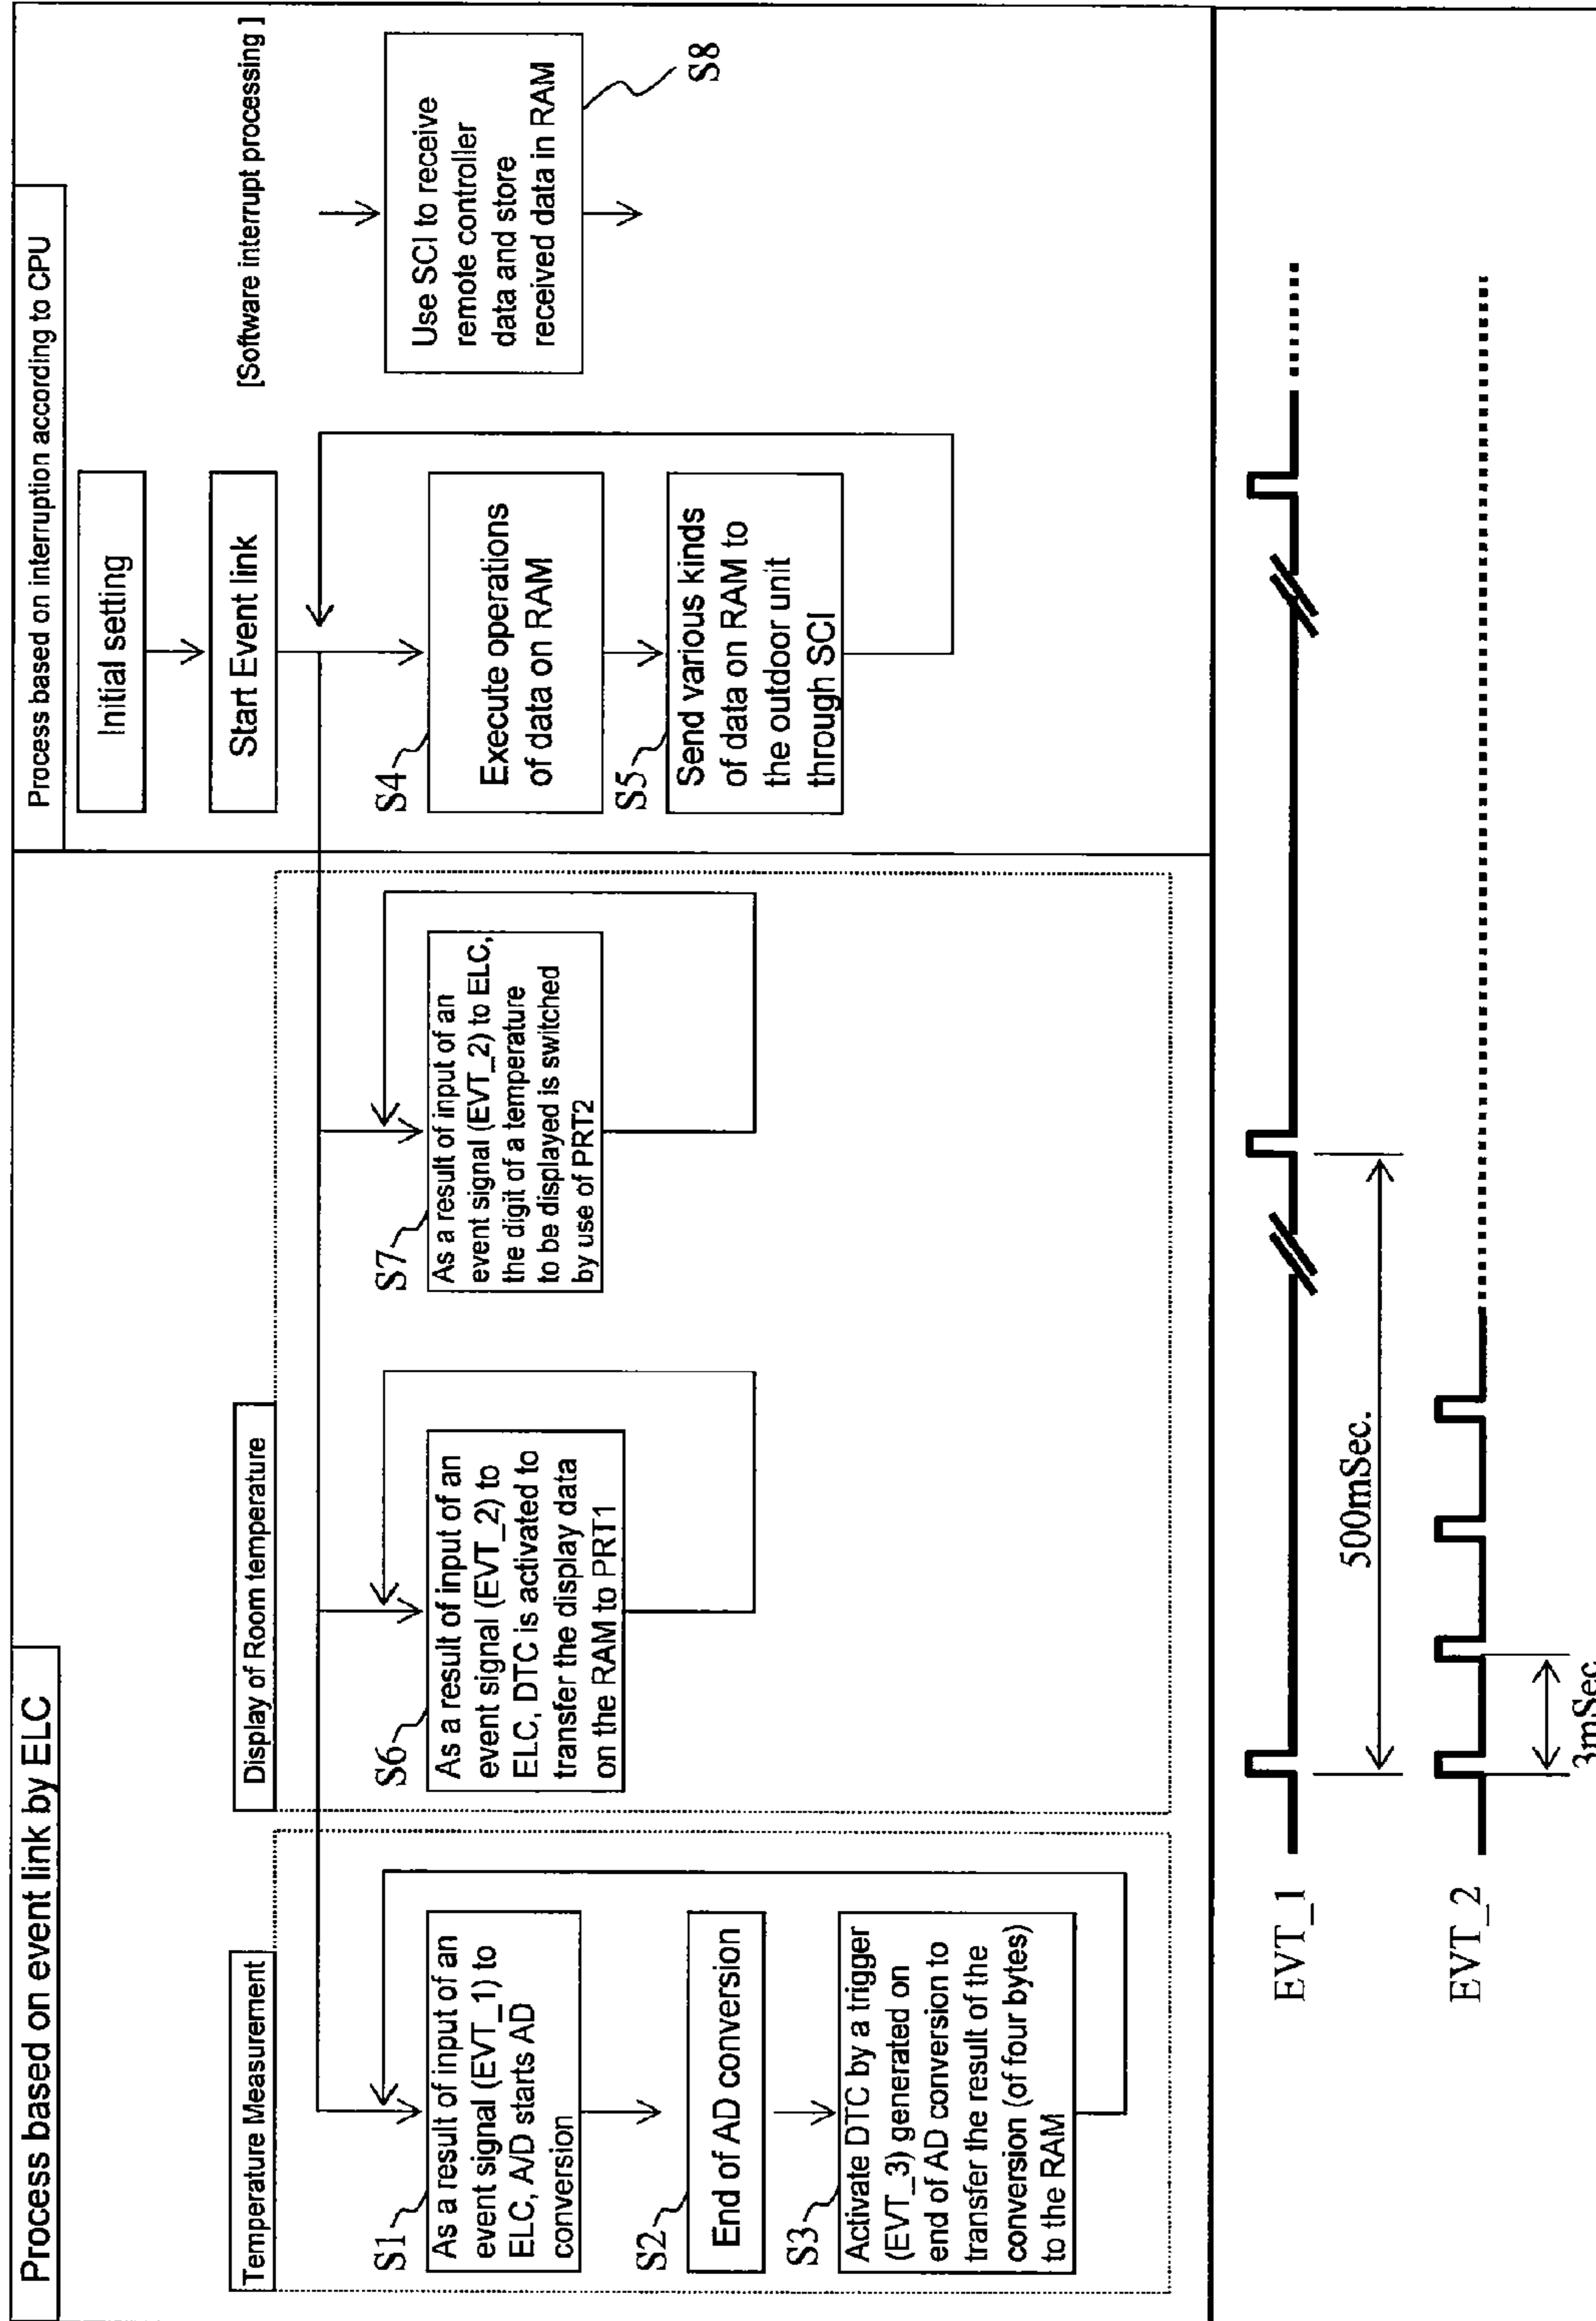 Process based on event link by ELC
Temperature Measurement
S1
As a result of input of an
event signal (EVT_1) to
ELC, A/D starts AD
conversion
S2
End of AD conversion
S3
Activate DTC by a trigger
(EVT_3) generated on
end of AD conversion to
transfer the result of the
conversion (of four bytes)
to the RAM
Display of Room temperature
S6
As a result of input of an
event signal (EVT_2) to
ELC, DTC is activated to
transfer the display data
on the RAM to PRT1
S7
As a result of input of an
event signal (EVT_2) to ELC,
the digit of a temperature
to be displayed is switched
by use of PRT2
Process based on interruption according to CPU
Initial setting
Start Event link
S4
Execute operations
of data on RAM
S5
Send various kinds
of data on RAM to
the outdoor unit
through SCI
[Software interrupt processing ]
Use SCI to receive
remote controller
data and store
received data in RAM
S8
EVT_1
500mSec.
EVT_2
3mSec